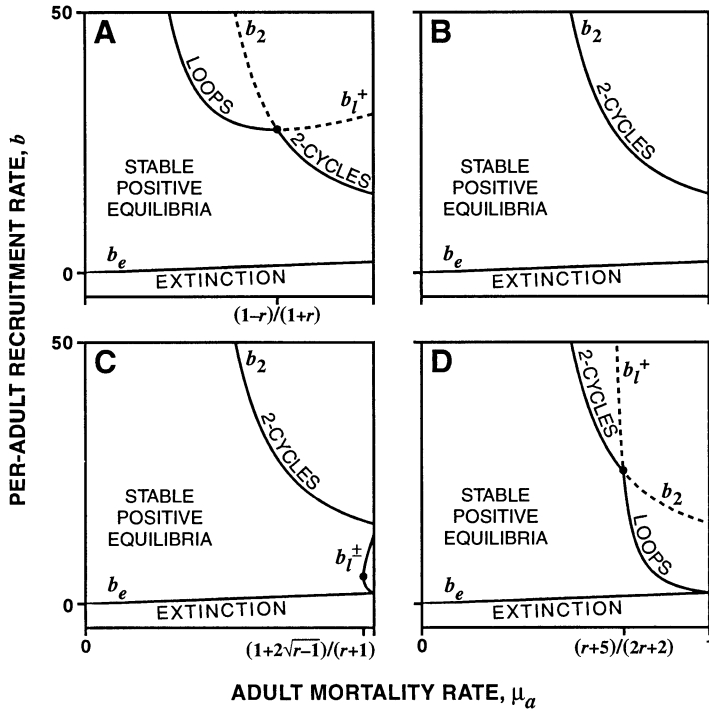 PER-ADULT RECRUITMENT RATE, b
50
A
b₂
LOOPS
bₗ⁺
2-CYCLES
STABLE
POSITIVE
EQUILIBRIA
bₑ
EXTINCTION
0
(1–r)/(1+r)
B
b₂
2-CYCLES
STABLE
POSITIVE
EQUILIBRIA
bₑ
EXTINCTION
50
C
b₂
2-CYCLES
STABLE
POSITIVE
EQUILIBRIA
bₗ±
bₑ
EXTINCTION
0
0
(1+2√r–1)/(r+1)
D
2-CYCLES
bₗ⁺
b₂
STABLE
POSITIVE
EQUILIBRIA
LOOPS
bₑ
EXTINCTION
0
(r+5)/(2r+2)
1
ADULT MORTALITY RATE, μₐ